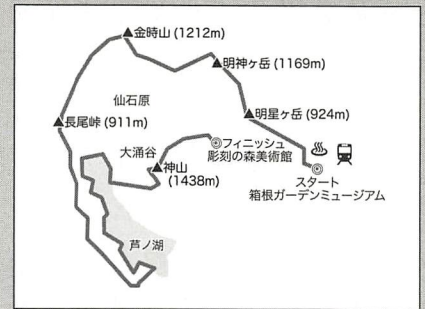 金時山 (1212m)
明神ヶ岳 (1169m)
仙石原
明星ヶ岳 (924m)
長尾峠 (911m)
大涌谷
フィニッシュ
彫刻の森美術館
神山
(1438m)
スタート
箱根ガーデンミュージアム
芦ノ湖